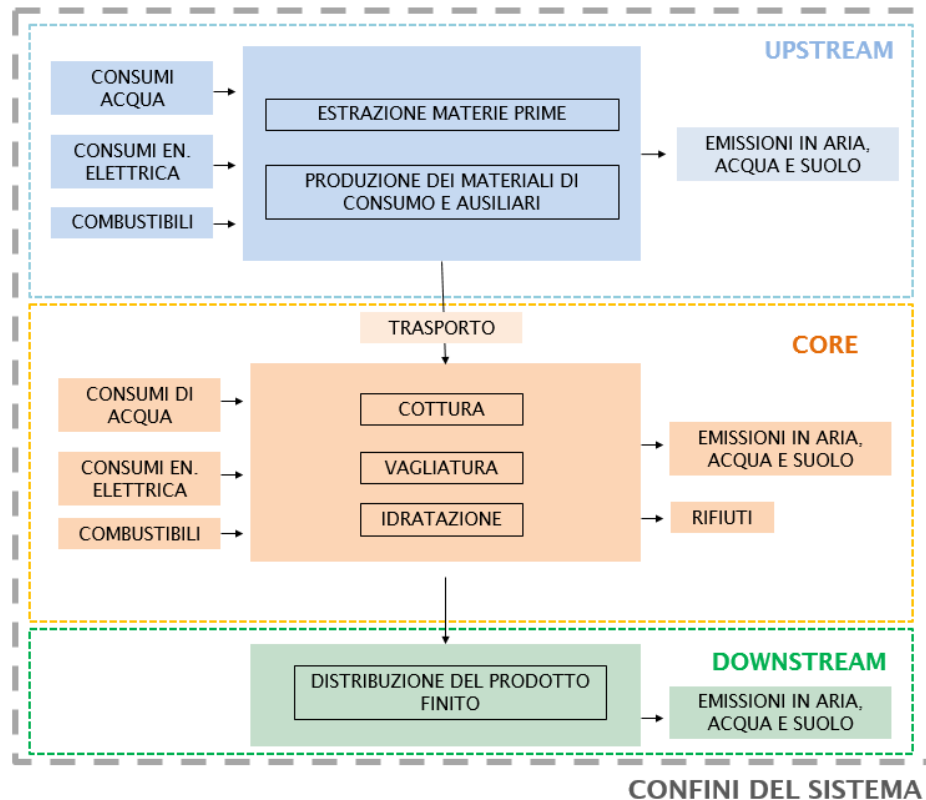 UPSTREAM
CONSUMI
ACQUA
ESTRAZIONE MATERIE PRIME
CONSUMI EN.
ELETTRICA
PRODUZIONE DEI MATERIALI DI
CONSUMO E AUSILIARI
COMBUSTIBILI
EMISSIONI IN ARIA,
ACQUA E SUOLO
TRASPORTO
CORE
CONSUMI DI
ACQUA
COTTURA
CONSUMI EN.
ELETTRICA
VAGLIATURA
COMBUSTIBILI
IDRATAZIONE
EMISSIONI IN ARIA,
ACQUA E SUOLO
RIFIUTI
DOWNSTREAM
DISTRIBUZIONE DEL PRODOTTO
FINITO
EMISSIONI IN ARIA,
ACQUA E SUOLO
CONFINI DEL SISTEMA